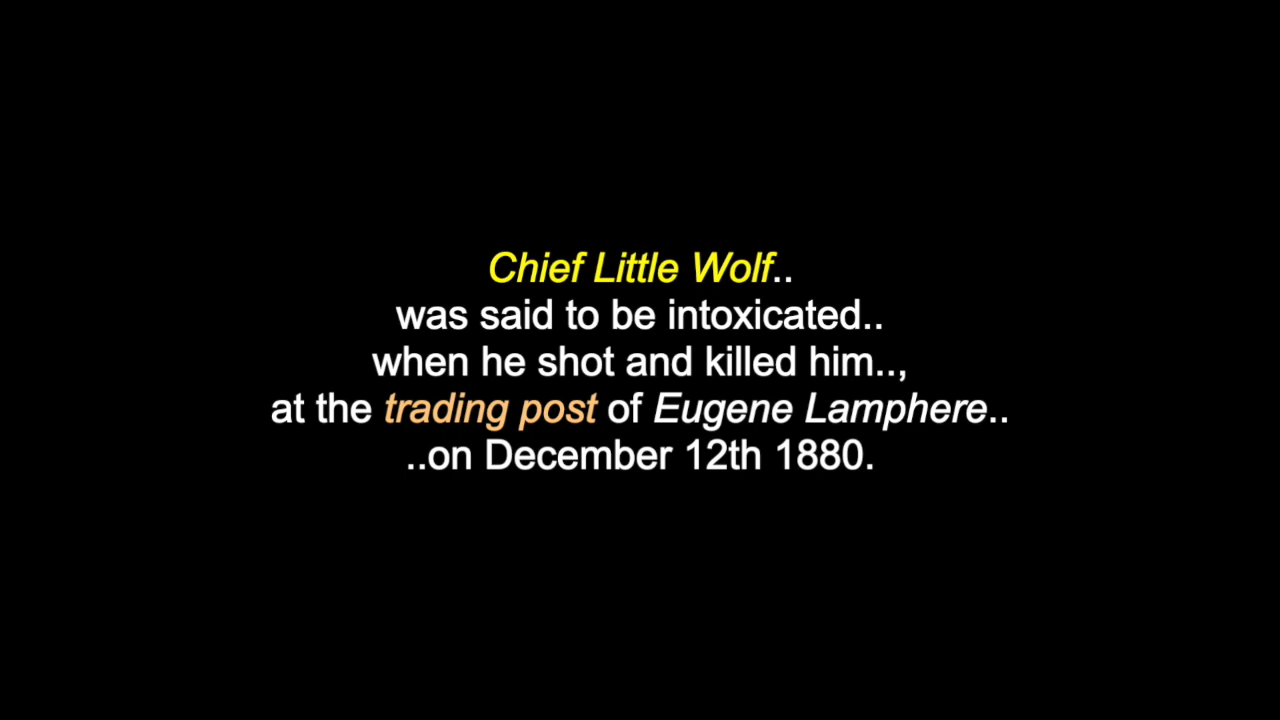 Chief Little Wolf..
was said to be intoxicated..
when he shot and killed him..,
at the trading post of Eugene Lamphere..
..on December 12th 1880.